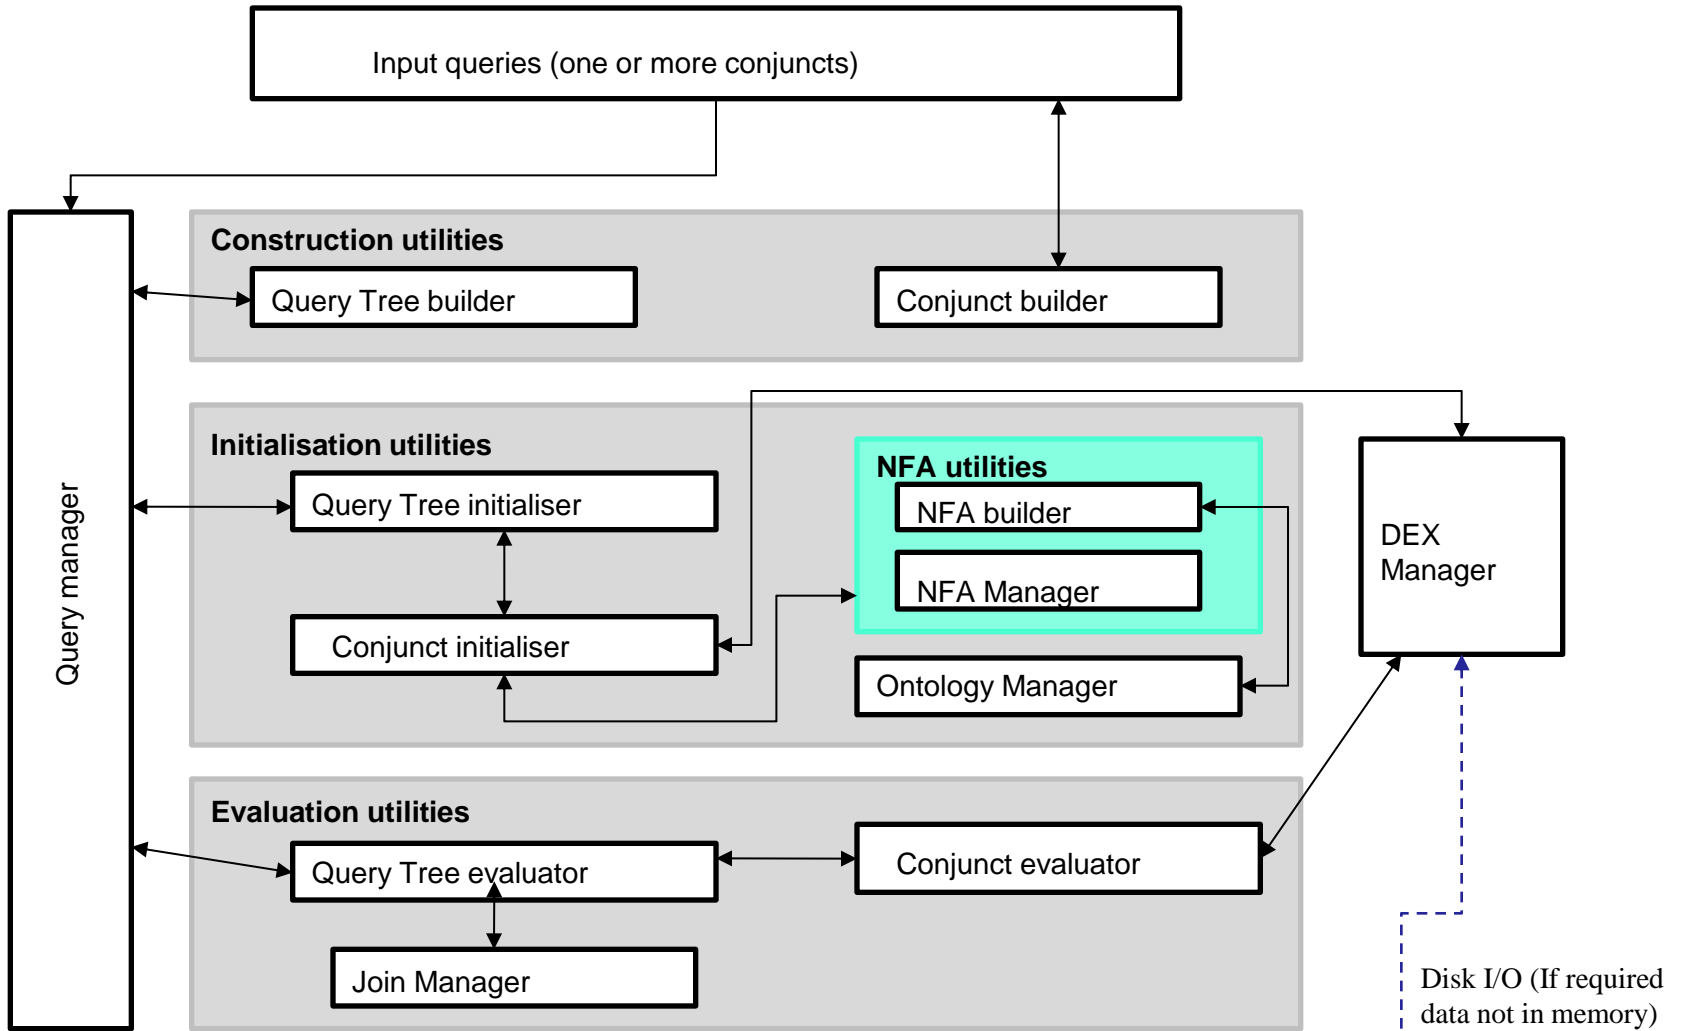 Input queries (one or more conjuncts)
Construction utilities
Query Tree builder
Conjunct builder
Query manager
Initialisation utilities
Query Tree initialiser
Conjunct initialiser
NFA utilities
NFA builder
NFA Manager
Ontology Manager
DEX
Manager
Evaluation utilities
Query Tree evaluator
Conjunct evaluator
Join Manager
Disk I/O (If required
data not in memory)